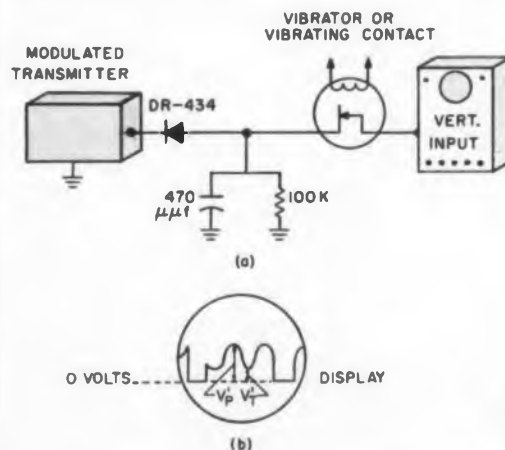 VIBRATOR OR
VIBRATING CONTACT
MODULATED
TRANSMITTER
DR-434
VERT.
INPUT
470
μμf
100K
(a)
0 VOLTS
DISPLAY
V'P V'T
(b)